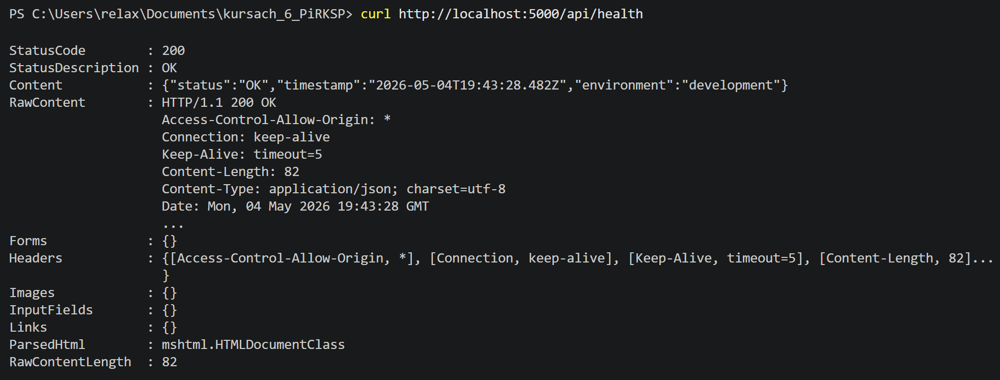 PS C:\Users\relax\Documents\kursach_6_PiRKSP> curl http://localhost:5000/api/health
StatusCode        : 200
StatusDescription : OK
Content           : {"status":"OK","timestamp":"2026-05-04T19:43:28.482Z","environment":"development"}
RawContent        : HTTP/1.1 200 OK
                    Access-Control-Allow-Origin: *
                    Connection: keep-alive
                    Keep-Alive: timeout=5
                    Content-Length: 82
                    Content-Type: application/json; charset=utf-8
                    Date: Mon, 04 May 2026 19:43:28 GMT
                    ...
Forms             : {}
Headers           : {[Access-Control-Allow-Origin, *], [Connection, keep-alive], [Keep-Alive, timeout=5], [Content-Length, 82]...
                    }
Images            : {}
InputFields       : {}
Links             : {}
ParsedHtml        : mshtml.HTMLDocumentClass
RawContentLength  : 82